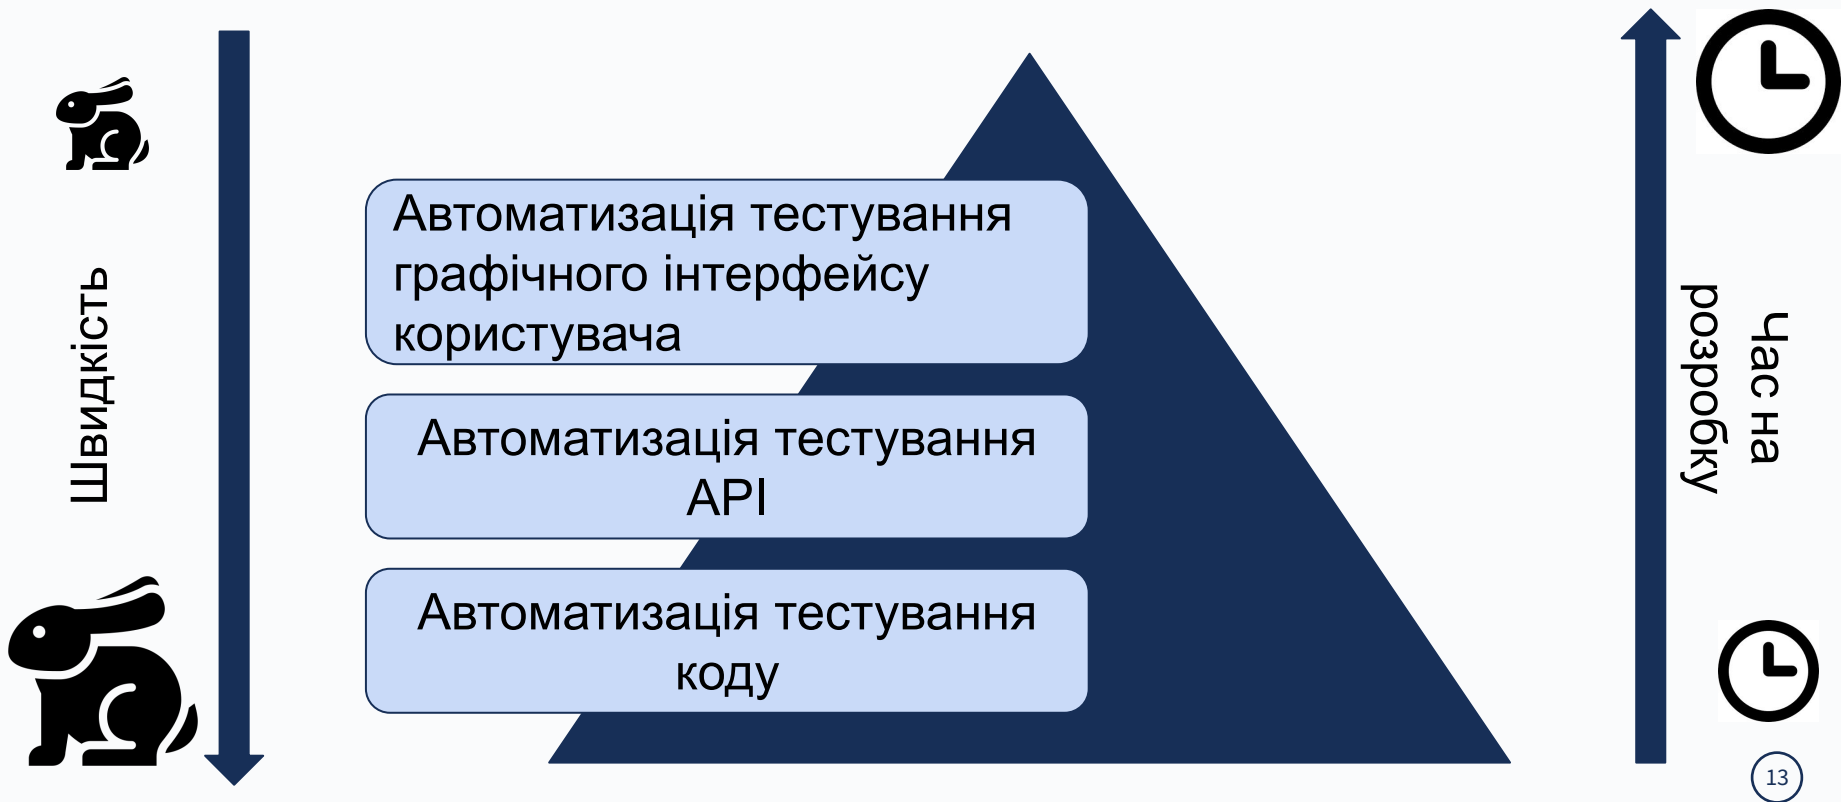 Швидкість
Автоматизація тестування
графічного інтерфейсу
користувача
Автоматизація тестування
API
Автоматизація тестування
коду
Час на
розробку
13